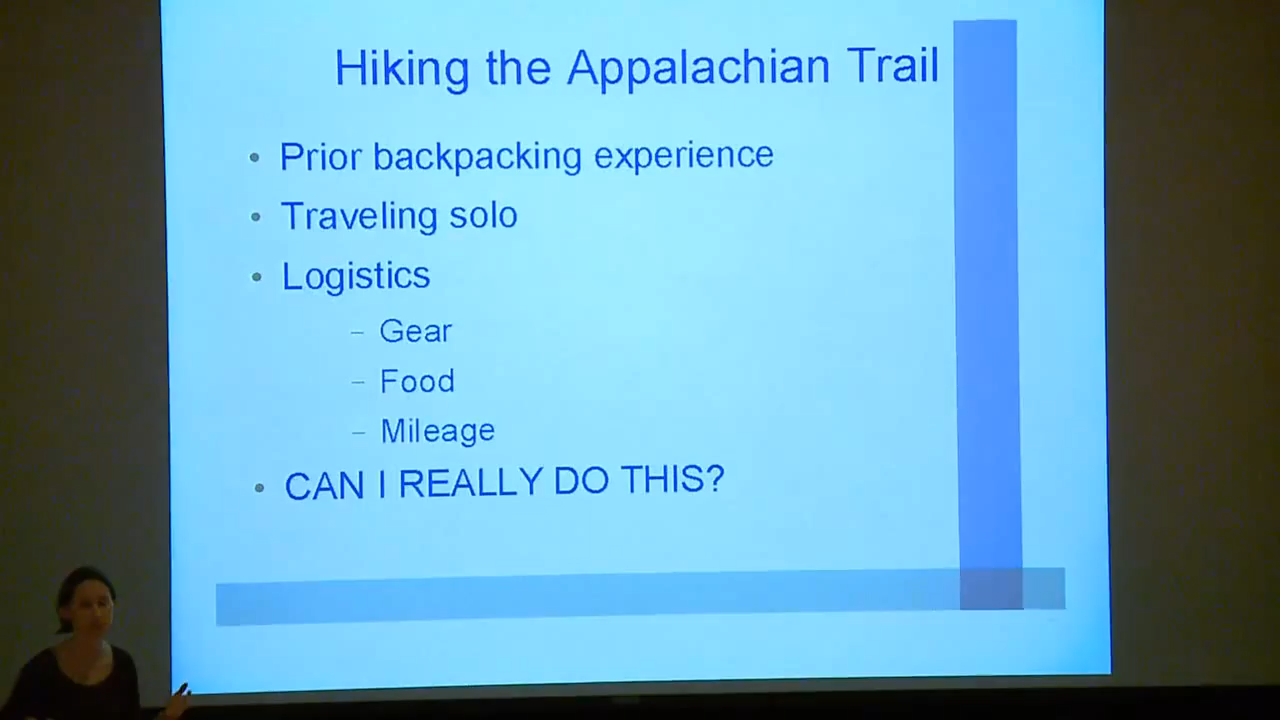 Hiking the Appalachian Trail
• Prior backpacking experience
• Traveling solo
• Logistics
– Gear
– Food
– Mileage
• CAN I REALLY DO THIS?